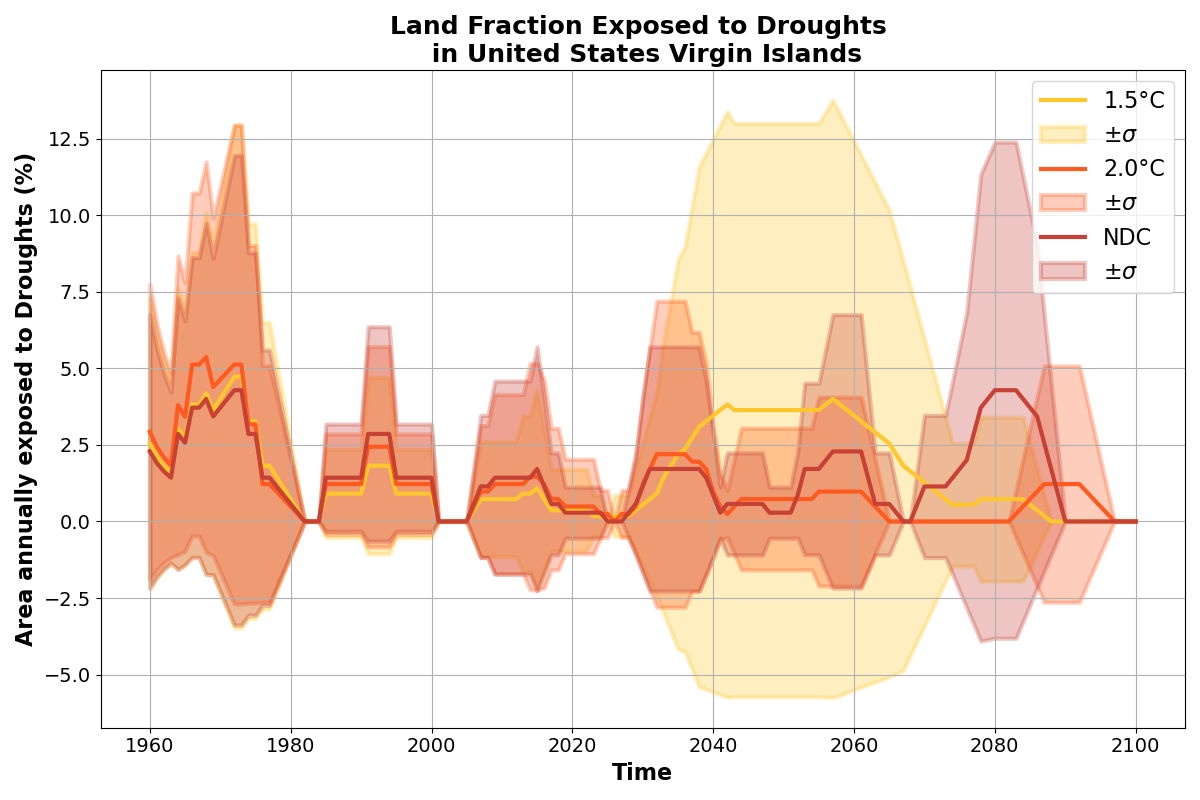 Land Fraction Exposed to Droughts
in United States Virgin Islands
Area annually exposed to Droughts (%)
12.5
10.0
7.5
5.0
2.5
0.0
−2.5
−5.0
1.5°C
±σ
2.0°C
±σ
NDC
±σ
1960 1980 2000 2020 2040 2060 2080 2100
Time